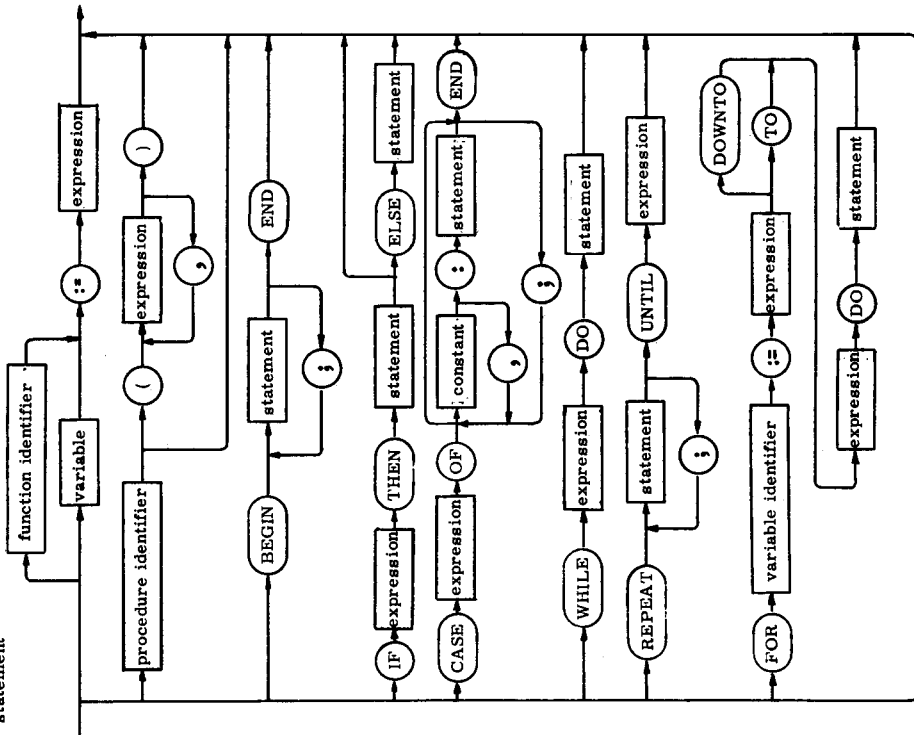 statement
function identifier
variable := expression
procedure identifier ( expression )
,
BEGIN statement END
;
IF expression THEN statement ELSE statement
CASE expression OF constant : statement END
,
;
WHILE expression DO statement
REPEAT statement UNTIL expression
;
FOR variable identifier := expression TO
DOWNTO
expression DO statement